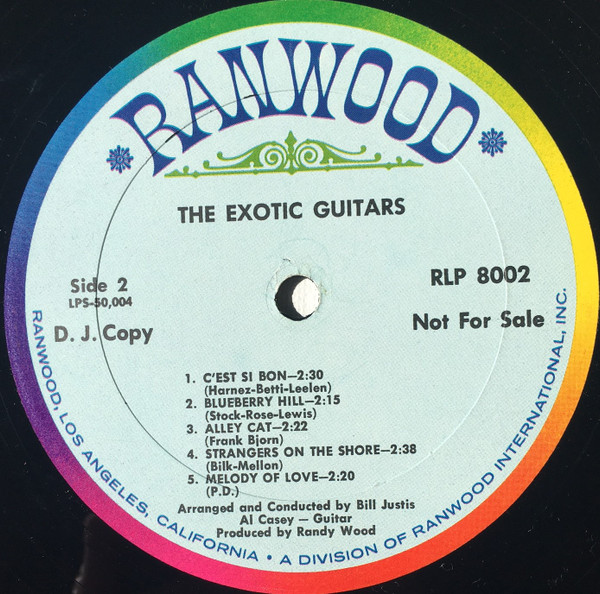 RANWOOD
THE EXOTIC GUITARS
Side 2
LPS-50,004
D. J. Copy
RLP 8002
Not For Sale
1. C'EST SI BON—2:30
(Harnez-Betti-Leelen)
2. BLUEBERRY HILL—2:15
(Stock-Rose-Lewis)
3. ALLEY CAT—2:22
(Frank Bjorn)
4. STRANGERS ON THE SHORE—2:38
(Bilk-Mellon)
5. MELODY OF LOVE—2:20
(P.D.)
Arranged and Conducted by Bill Justis
Al Casey — Guitar
Produced by Randy Wood
RANWOOD, LOS ANGELES, CALIFORNIA • A DIVISION OF RANWOOD INTERNATIONAL, INC.